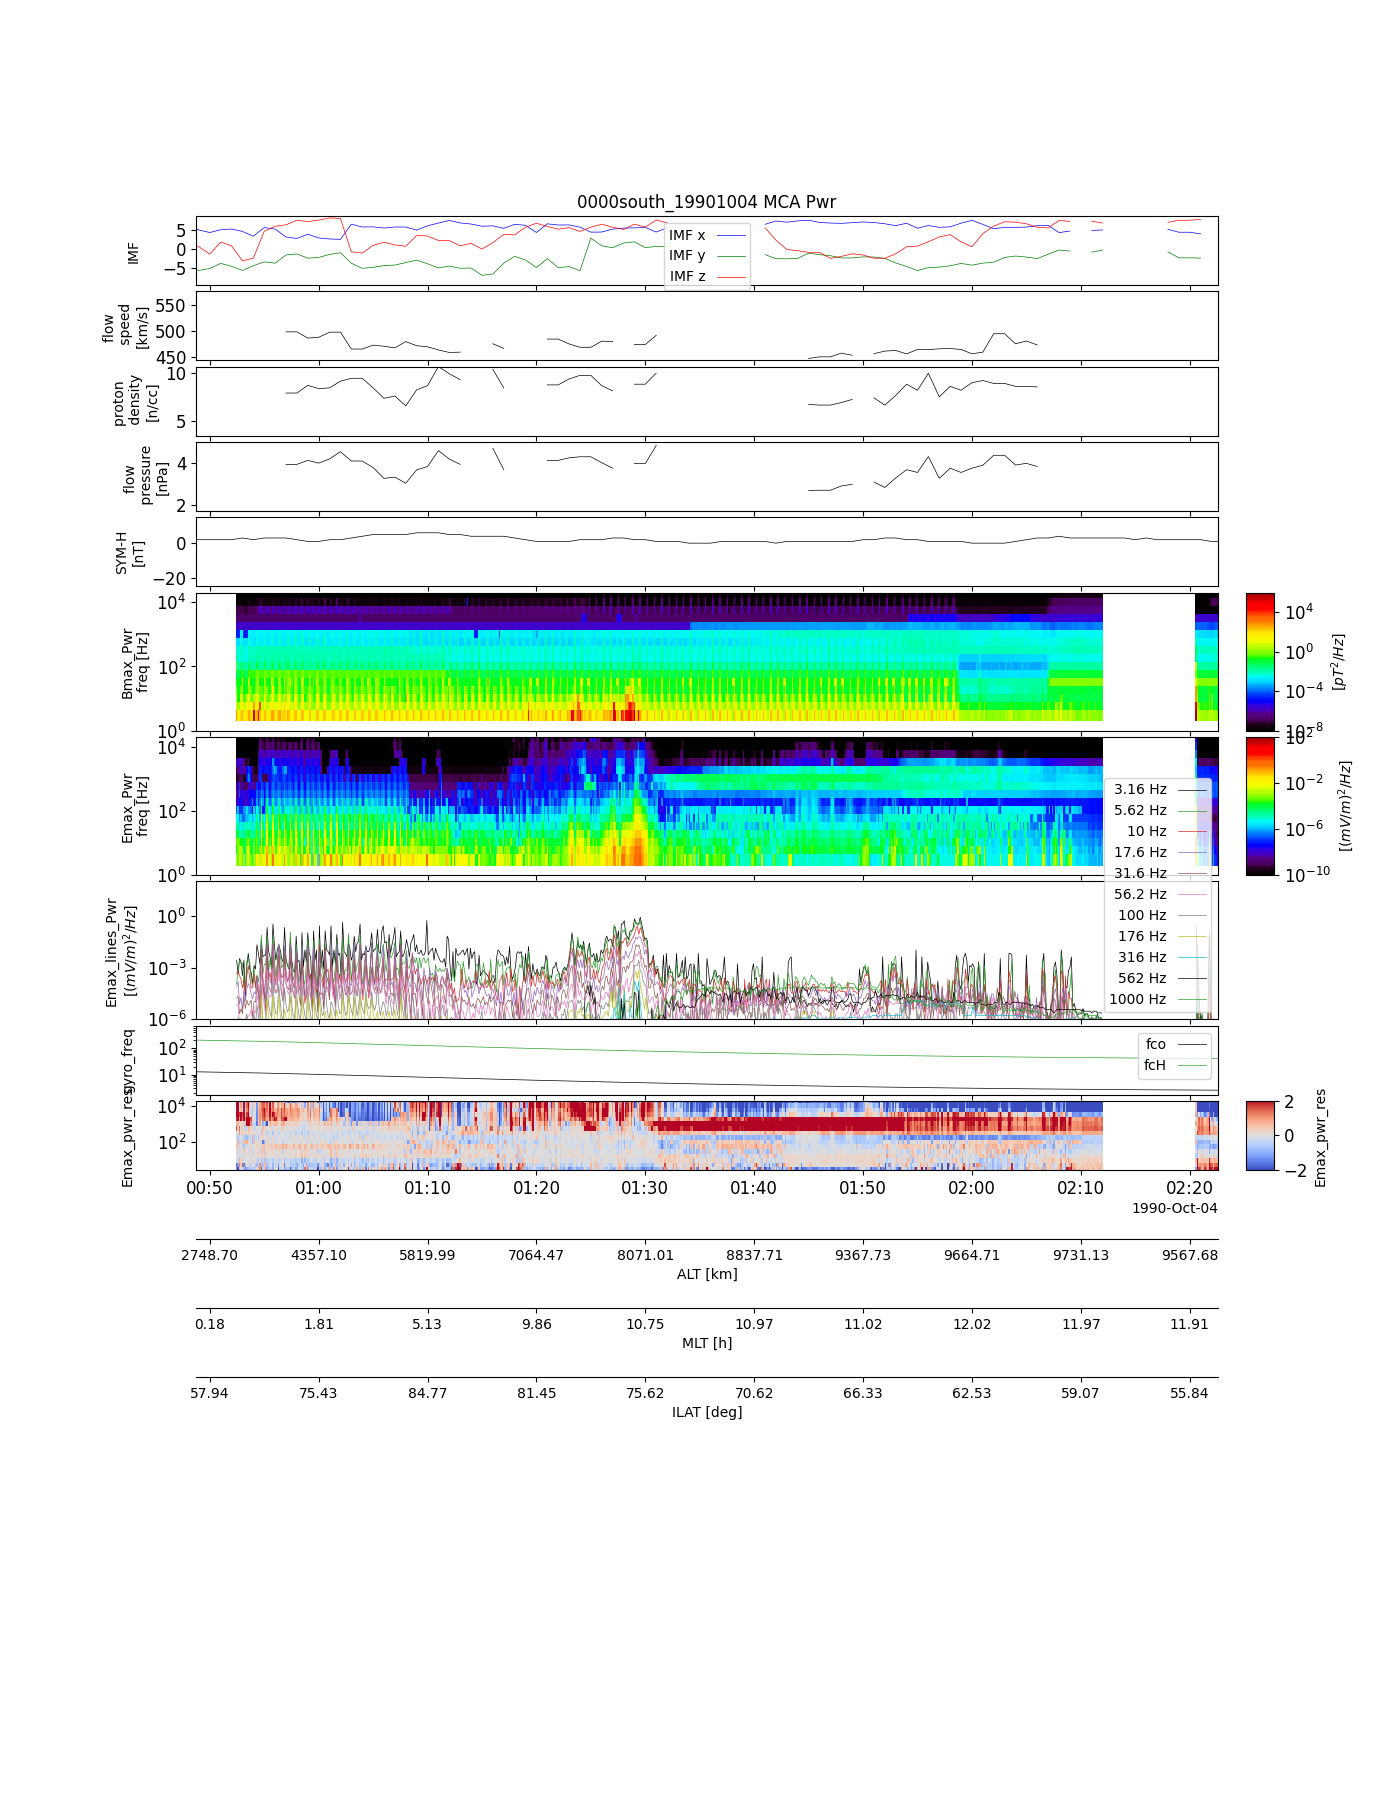 0000south_19901004 MCA Pwr
IMF
5
0
−5
IMF x
IMF y
IMF z
flow
speed
[km/s]
550
500
450
proton
density
[n/cc]
10
5
flow
pressure
[nPa]
4
2
SYM-H
[nT]
0
−20
Bmax_Pwr
freq [Hz]
10^4
10^2
10^0
10^4
10^0
10^−4
10^−8
[pT^2/Hz]
Emax_Pwr
freq [Hz]
10^4
10^2
10^0
10^2
10^−2
10^−6
10^−10
[(mV/m)^2/Hz]
3.16 Hz
5.62 Hz
10 Hz
17.6 Hz
31.6 Hz
56.2 Hz
100 Hz
176 Hz
316 Hz
562 Hz
1000 Hz
Emax_lines_Pwr
[(mV/m)^2/Hz]
10^0
10^−3
10^−6
gyro_freq
10^2
10^1
fco
fcH
Emax_pwr_res
10^4
10^2
2
0
−2
Emax_pwr_res
00:50 01:00 01:10 01:20 01:30 01:40 01:50 02:00 02:10 02:20
1990-Oct-04
2748.70 4357.10 5819.99 7064.47 8071.01 8837.71 9367.73 9664.71 9731.13 9567.68
ALT [km]
0.18 1.81 5.13 9.86 10.75 10.97 11.02 12.02 11.97 11.91
MLT [h]
57.94 75.43 84.77 81.45 75.62 70.62 66.33 62.53 59.07 55.84
ILAT [deg]